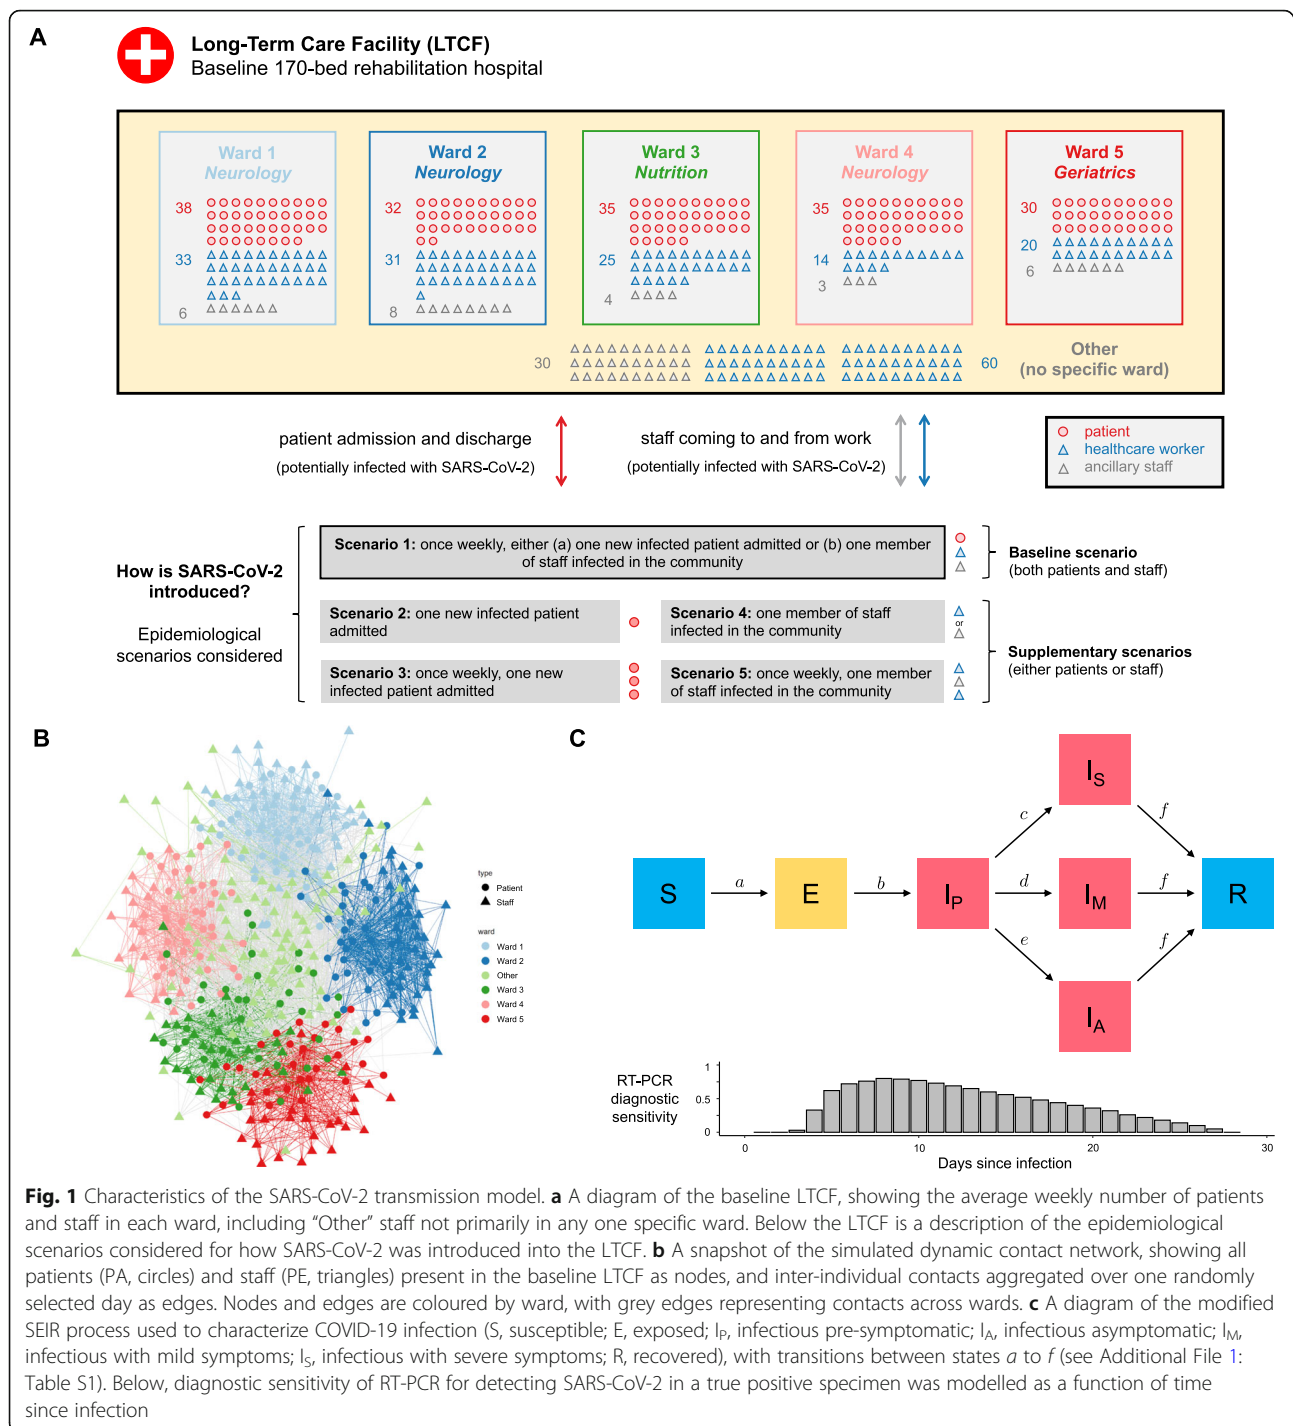 A
Long-Term Care Facility (LTCF)
Baseline 170-bed rehabilitation hospital
Ward 1
Neurology
38
33
6
Ward 2
Neurology
32
31
8
Ward 3
Nutrition
35
25
4
Ward 4
Neurology
35
14
3
Ward 5
Geriatrics
30
20
6
30
60
Other
(no specific ward)
patient admission and discharge
(potentially infected with SARS-CoV-2)
staff coming to and from work
(potentially infected with SARS-CoV-2)
patient
healthcare worker
ancillary staff
How is SARS-CoV-2
introduced?
Epidemiological
scenarios considered
Scenario 1: once weekly, either (a) one new infected patient admitted or (b) one member
of staff infected in the community
Baseline scenario
(both patients and staff)
Scenario 2: one new infected patient
admitted
Scenario 4: one member of staff
infected in the community
or
Scenario 3: once weekly, one new
infected patient admitted
Scenario 5: once weekly, one member
of staff infected in the community
Supplementary scenarios
(either patients or staff)
B
type
Patient
Staff
ward
Ward 1
Ward 2
Other
Ward 3
Ward 4
Ward 5
C
S
a
E
b
IP
c
d
e
IS
IM
IA
f
f
f
R
RT-PCR
diagnostic
sensitivity
1
0.5
0
0
10
20
30
Days since infection
Fig. 1 Characteristics of the SARS-CoV-2 transmission model. a A diagram of the baseline LTCF, showing the average weekly number of patients
and staff in each ward, including “Other” staff not primarily in any one specific ward. Below the LTCF is a description of the epidemiological
scenarios considered for how SARS-CoV-2 was introduced into the LTCF. b A snapshot of the simulated dynamic contact network, showing all
patients (PA, circles) and staff (PE, triangles) present in the baseline LTCF as nodes, and inter-individual contacts aggregated over one randomly
selected day as edges. Nodes and edges are coloured by ward, with grey edges representing contacts across wards. c A diagram of the modified
SEIR process used to characterize COVID-19 infection (S, susceptible; E, exposed; IP, infectious pre-symptomatic; IA, infectious asymptomatic; IM,
infectious with mild symptoms; IS, infectious with severe symptoms; R, recovered), with transitions between states a to f (see Additional File 1:
Table S1). Below, diagnostic sensitivity of RT-PCR for detecting SARS-CoV-2 in a true positive specimen was modelled as a function of time
since infection